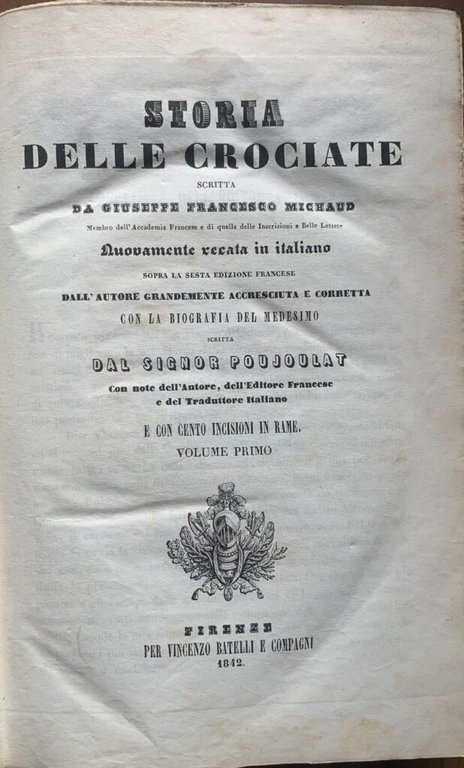 STORIA
DELLE CROCIATE
SCRITTA
DA GIUSEPPE FRANCESCO MICHAUD
Membro dell'Accademia Francese e di quella delle Inscrizioni e Belle Lettere
Nuovamente recata in italiano
SOPRA LA SESTA EDIZIONE FRANCESE
DALL'AUTORE GRANDEMENTE ACCRESCIUTA E CORRETTA
CON LA BIOGRAFIA DEL MEDESIMO
SCRITTA
DAL SIGNOR POUJOULAT
Con note dell'Autore, dell'Editore Francese
e del Traduttore Italiano
E CON CENTO INCISIONI IN RAME.
VOLUME PRIMO
FIRENZE
PER VINCENZO BATELLI E COMPAGNI
1842.